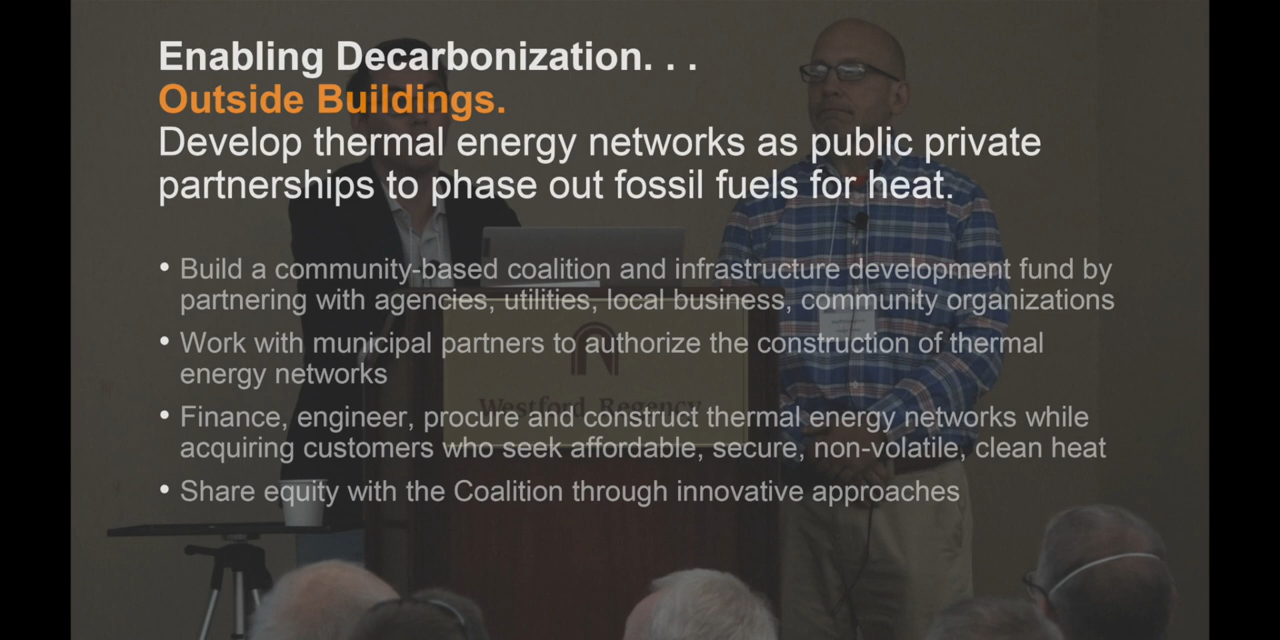 Enabling Decarbonization. . .
Outside Buildings.
Develop thermal energy networks as public private
partnerships to phase out fossil fuels for heat.
• Build a community-based coalition and infrastructure development fund by
partnering with agencies, utilities, local business, community organizations
• Work with municipal partners to authorize the construction of thermal
energy networks
• Finance, engineer, procure and construct thermal energy networks while
acquiring customers who seek affordable, secure, non-volatile, clean heat
• Share equity with the Coalition through innovative approaches
Westford Regency